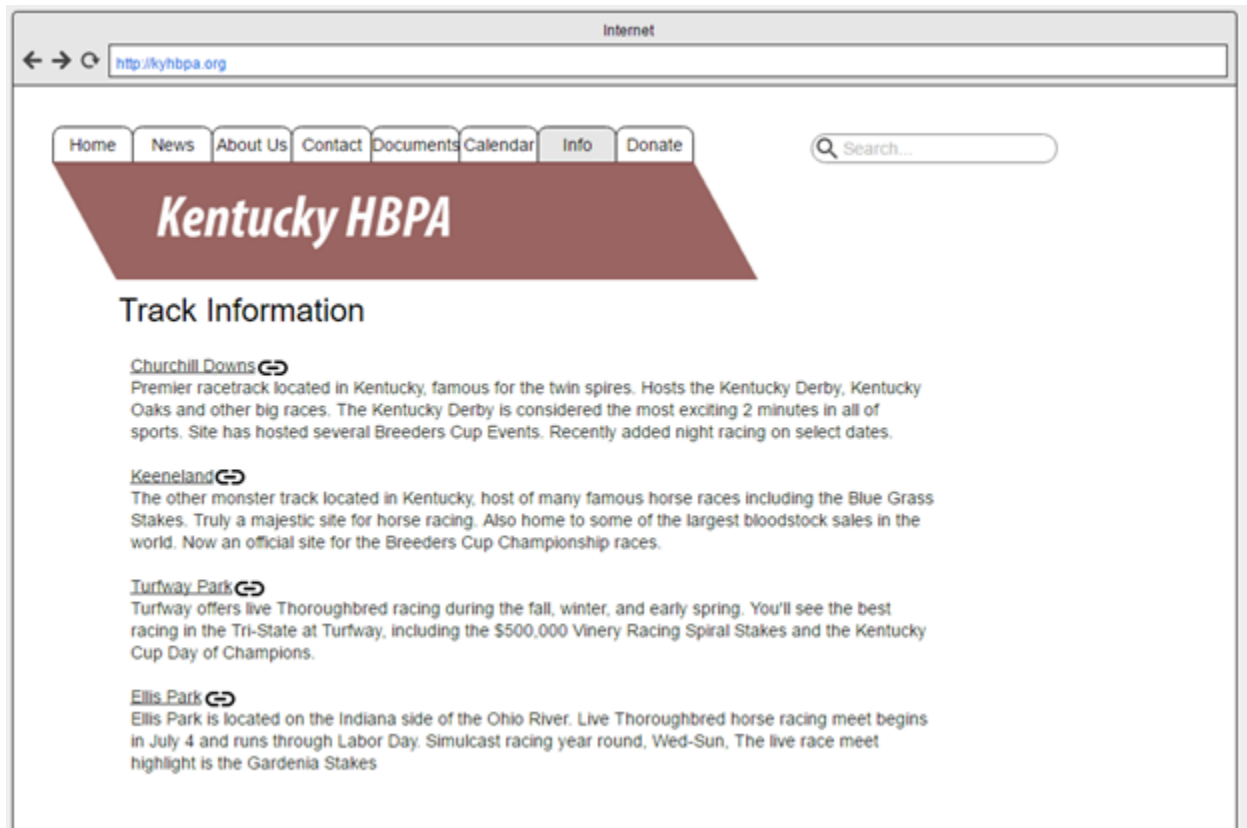 Internet
http://kyhbpa.org
Home News About Us Contact Documents Calendar Info Donate Search...
Kentucky HBPA
Track Information
Churchill Downs
Premier racetrack located in Kentucky, famous for the twin spires. Hosts the Kentucky Derby, Kentucky
Oaks and other big races. The Kentucky Derby is considered the most exciting 2 minutes in all of
sports. Site has hosted several Breeders Cup Events. Recently added night racing on select dates.
Keeneland
The other monster track located in Kentucky, host of many famous horse races including the Blue Grass
Stakes. Truly a majestic site for horse racing. Also home to some of the largest bloodstock sales in the
world. Now an official site for the Breeders Cup Championship races.
Turfway Park
Turfway offers live Thoroughbred racing during the fall, winter, and early spring. You'll see the best
racing in the Tri-State at Turfway, including the $500,000 Vinery Racing Spiral Stakes and the Kentucky
Cup Day of Champions.
Ellis Park
Ellis Park is located on the Indiana side of the Ohio River. Live Thoroughbred horse racing meet begins
in July 4 and runs through Labor Day. Simulcast racing year round, Wed-Sun, The live race meet
highlight is the Gardenia Stakes